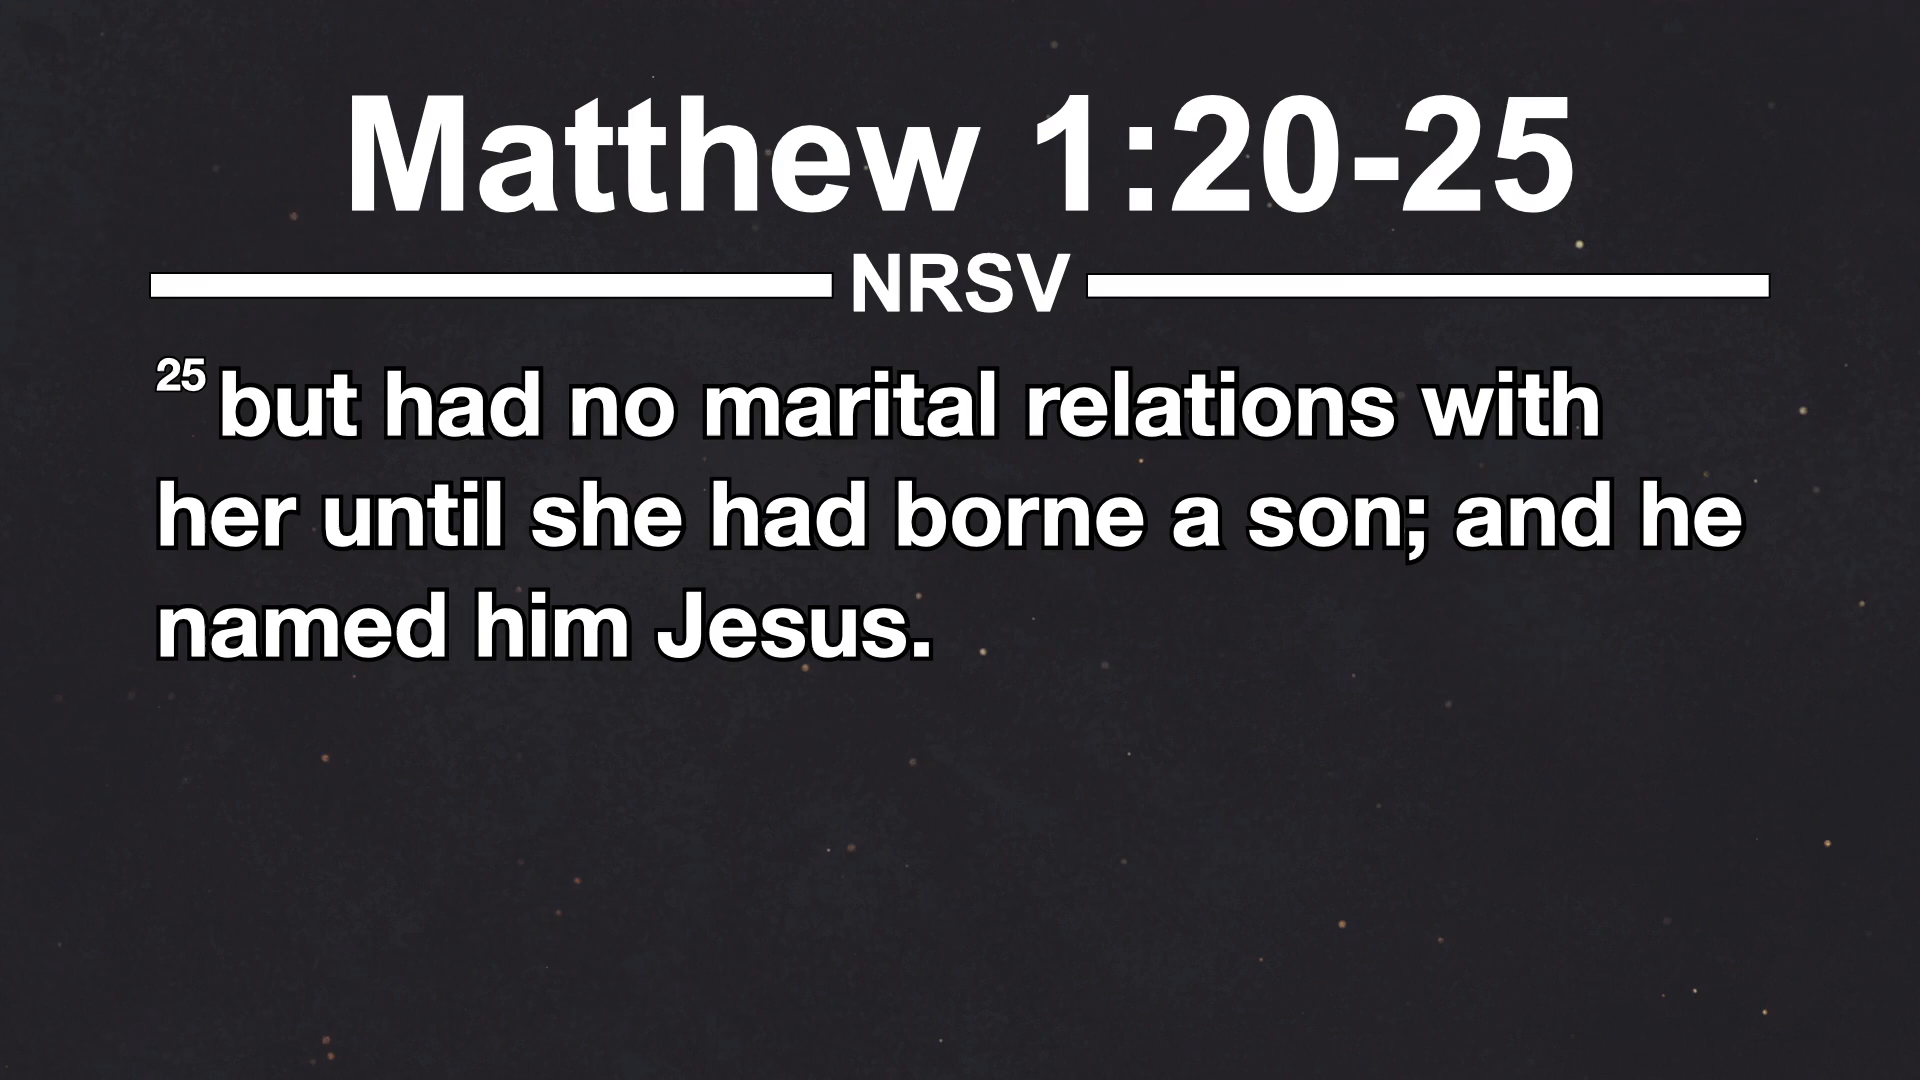 Matthew 1:20-25
NRSV
25 but had no marital relations with
her until she had borne a son; and he
named him Jesus.